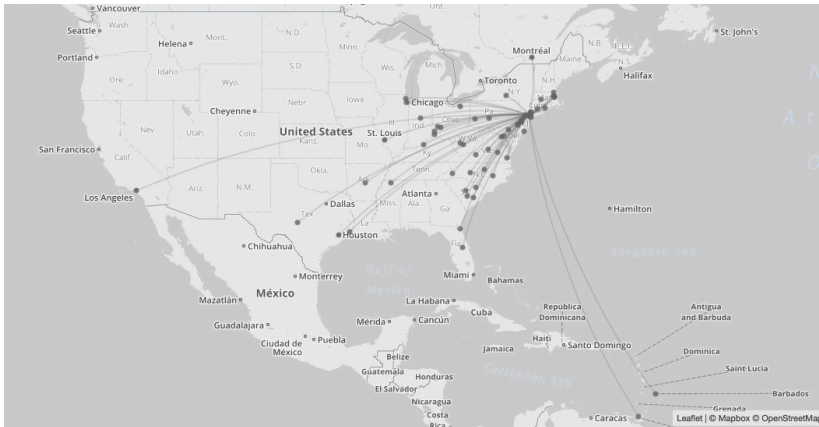 Vancouver
Ont.
Seattle
Wash
N.D.
Helena
Mont.
Minn.
Montréal
N.B.
P.E.I.
St. John's
Portland
Maine
N.S.
Halifax
S.D.
Wis.
Mich.
Toronto
N.H.
Ore.
Idaho
Wyo.
N.Y
Iowa
Chicago
Nebr.
Cheyenne
Pa.
Ohio
Ill
Ind.
United States
St. Louis
Nev.
Utah
Colo.
Kans.
Mo
W.Va
San Francisco
Calif.
Ky.
Okla.
Tenn.
N.C.
Los Angeles
Ariz.
N.M.
Ar
Atlanta
Dallas
Miss.
Ala.
Ga.
Hamilton
Tex.
La.
Houston
Fla.
Chihuahua
Sargasso Sea
Gulf of
Mexico
Miami
Bahamas
Monterrey
México
La Habana
Mazatlán
Cuba
República
Dominicana
Antigua
and Barbuda
Guadalajara
Mérida
Cancún
Haiti
Santo Domingo
Ciudad de
México
Puebla
Jamaica
Dominica
Belize
Saint Lucia
Guatemala
Honduras
Caribbean Sea
El Salvador
Barbados
Nicaragua
Grenada
Costa
Rica
Caracas
N
A t
O
Leaflet | © Mapbox © OpenStreetMap